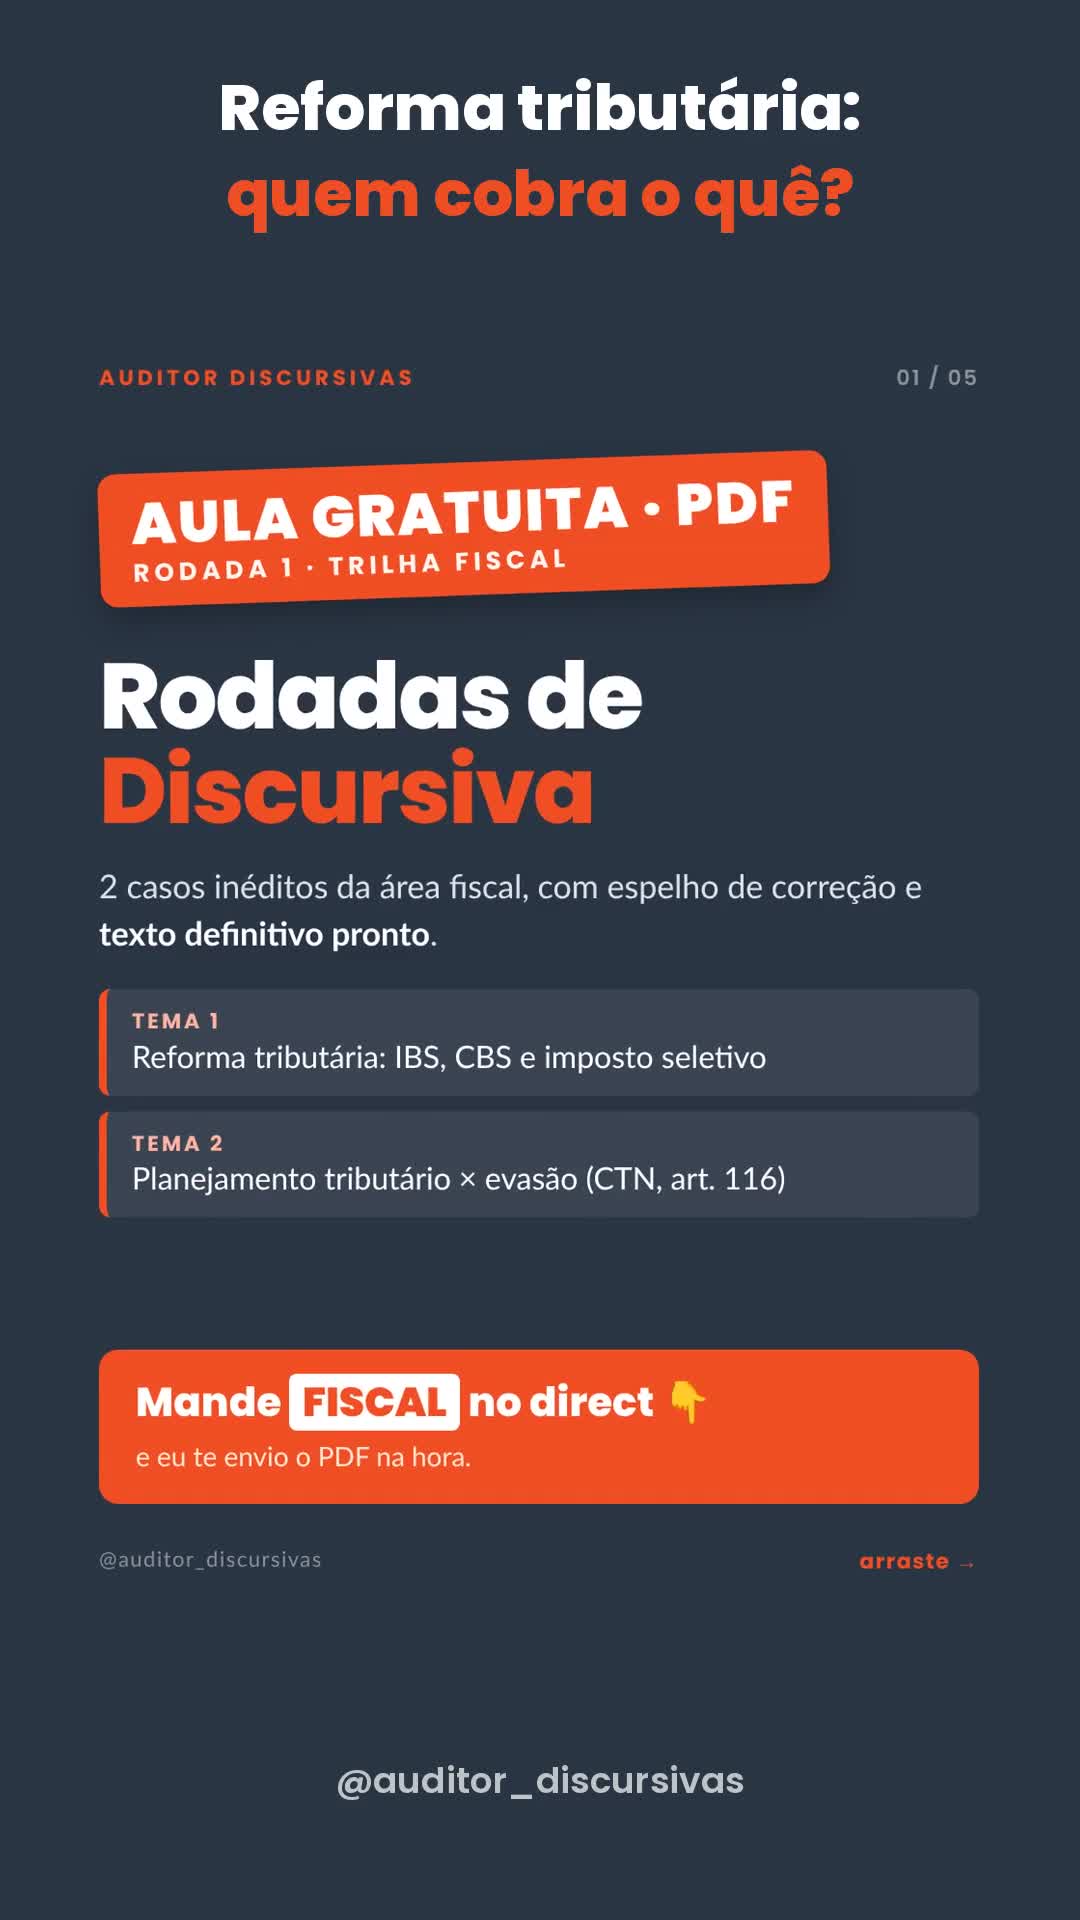 Reforma tributária:
quem cobra o quê?
AUDITOR DISCURSIVAS
01 / 05
AULA GRATUITA · PDF
RODADA 1 · TRILHA FISCAL
Rodadas de
Discursiva
2 casos inéditos da área fiscal, com espelho de correção e
texto definitivo pronto.
TEMA 1
Reforma tributária: IBS, CBS e imposto seletivo
TEMA 2
Planejamento tributário × evasão (CTN, art. 116)
Mande FISCAL no direct 👇
e eu te envio o PDF na hora.
@auditor_discursivas
arraste →
@auditor_discursivas